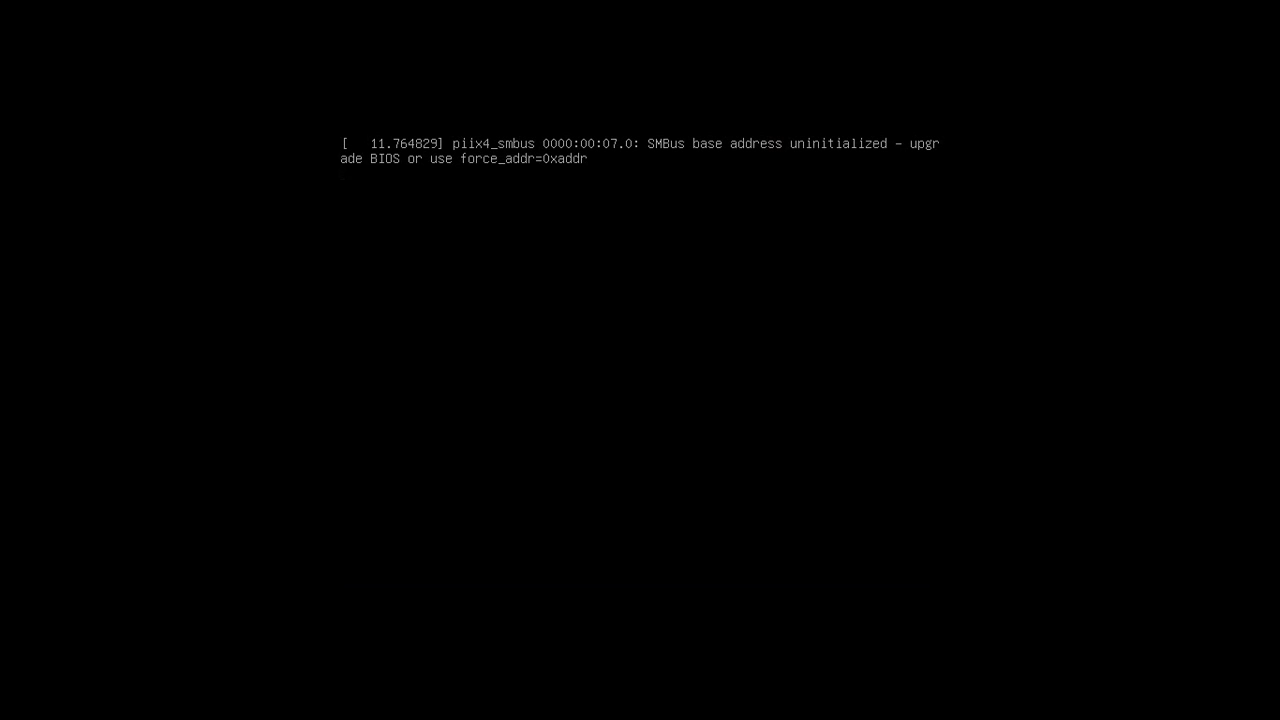 [   11.764829] piix4_smbus 0000:00:07.0: SMBus base address uninitialized - upgr
ade BIOS or use force_addr=0xaddr